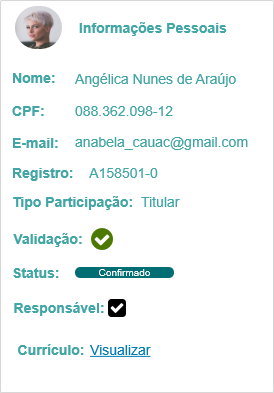 Informações Pessoais
Nome: Angélica Nunes de Araújo
CPF: 088.362.098-12
E-mail: anabela_cauac@gmail.com
Registro: A158501-0
Tipo Participação: Titular
Validação:
Status: Confirmado
Responsável:
Currículo: Visualizar